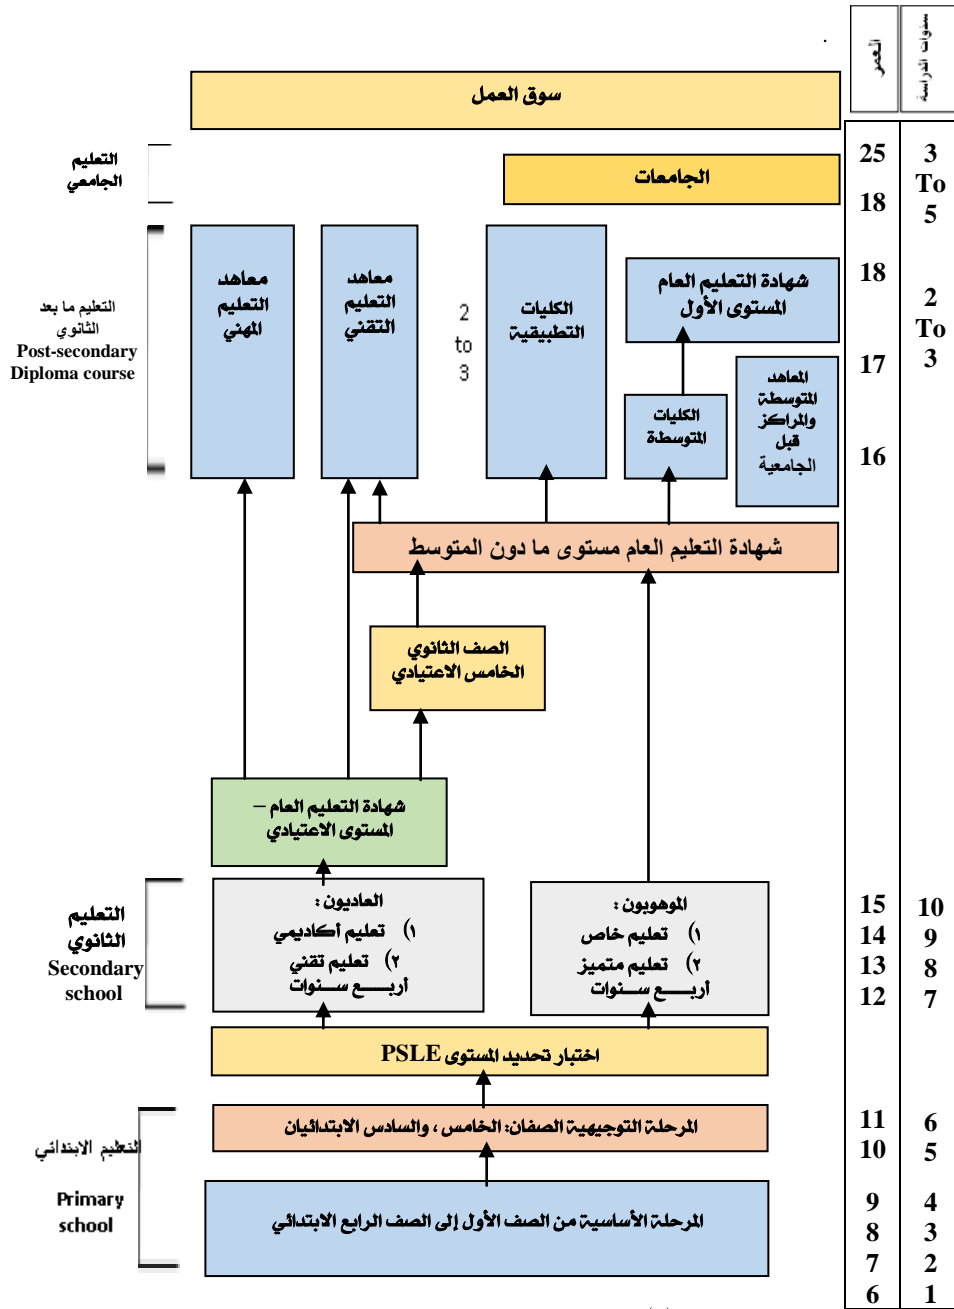 العمر
سنوات الدراسة
سوق العمل
التعليم
الجامعي
الجامعات
25
18
3
To
5
معاهد
التعليم
المهني
معاهد
التعليم
التقني
2
to
3
الكليات
التطبيقية
شهادة التعليم العام
المستوى الأول
الكليات
المتوسطة
المعاهد
المتوسطة
والمراكز
قبل
الجامعية
التعليم ما بعد
الثانوي
Post-secondary
Diploma course
18
17
16
2
To
3
شهادة التعليم العام مستوى ما دون المتوسط
الصف الثانوي
الخامس الاعتيادي
شهادة التعليم العام –
المستوى الاعتيادي
التعليم
الثانوي
Secondary
school
العاديون :
١) تعليم أكاديمي
٢) تعليم تقني
أربـــــع ســـنوات
الموهوبون :
١) تعليم خاص
٢) تعليم متميز
أربـــــع ســـنوات
15 10
14 9
13 8
12 7
اختبار تحديد المستوى PSLE
التعليم الابتدائي
Primary
school
المرحلة التوجيهية الصفان: الخامس ، والسادس الابتدائيان
11 6
10 5
المرحلة الأساسية من الصف الأول إلى الصف الرابع الابتدائي
9 4
8 3
7 2
6 1